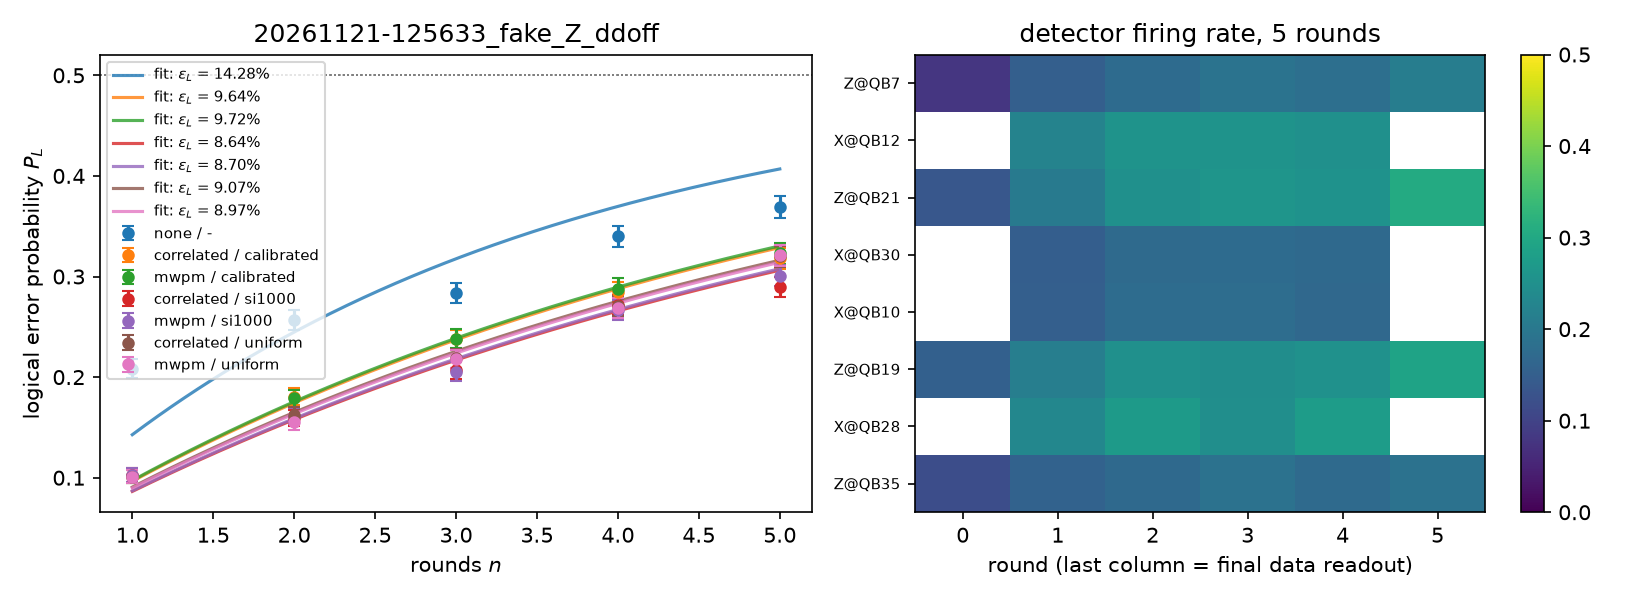 20261121-125633_fake_Z_ddoff
logical error probability P_L
0.5
0.4
0.3
0.2
0.1
fit: ε_L = 14.28%
fit: ε_L = 9.64%
fit: ε_L = 9.72%
fit: ε_L = 8.64%
fit: ε_L = 8.70%
fit: ε_L = 9.07%
fit: ε_L = 8.97%
none / -
correlated / calibrated
mwpm / calibrated
correlated / si1000
mwpm / si1000
correlated / uniform
mwpm / uniform
1.0 1.5 2.0 2.5 3.0 3.5 4.0 4.5 5.0
rounds n
detector firing rate, 5 rounds
Z@QB7
X@QB12
Z@QB21
X@QB30
X@QB10
Z@QB19
X@QB28
Z@QB35
0 1 2 3 4 5
round (last column = final data readout)
0.5
0.4
0.3
0.2
0.1
0.0